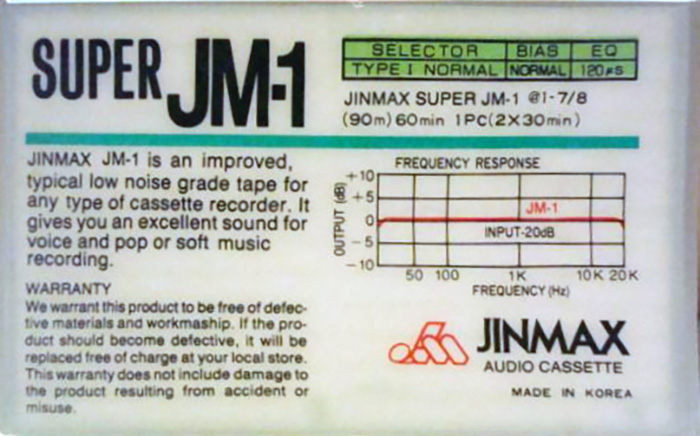 SUPER JM-1
SELECTOR BIAS EQ
TYPE I NORMAL NORMAL 120µs
JINMAX SUPER JM-1 @1-7/8
(90m) 60min 1PC(2X30min)
JINMAX JM-1 is an improved,
typical low noise grade tape for
any type of cassette recorder. It
gives you an excellent sound for
voice and pop or soft music
recording.
WARRANTY
We warrant this product to be free of defec-
tive materials and workmaship. If the pro-
duct should become defective, it will be
replaced free of charge at your local store.
This warranty does not include damage to
the product resulting from accident or
misuse.
FREQUENCY RESPONSE
OUTPUT (dB)
+10
+5
0
-5
-10
JM-1
INPUT-20dB
50 100 1K 10K 20K
FREQUENCY (Hz)
JINMAX
AUDIO CASSETTE
MADE IN KOREA